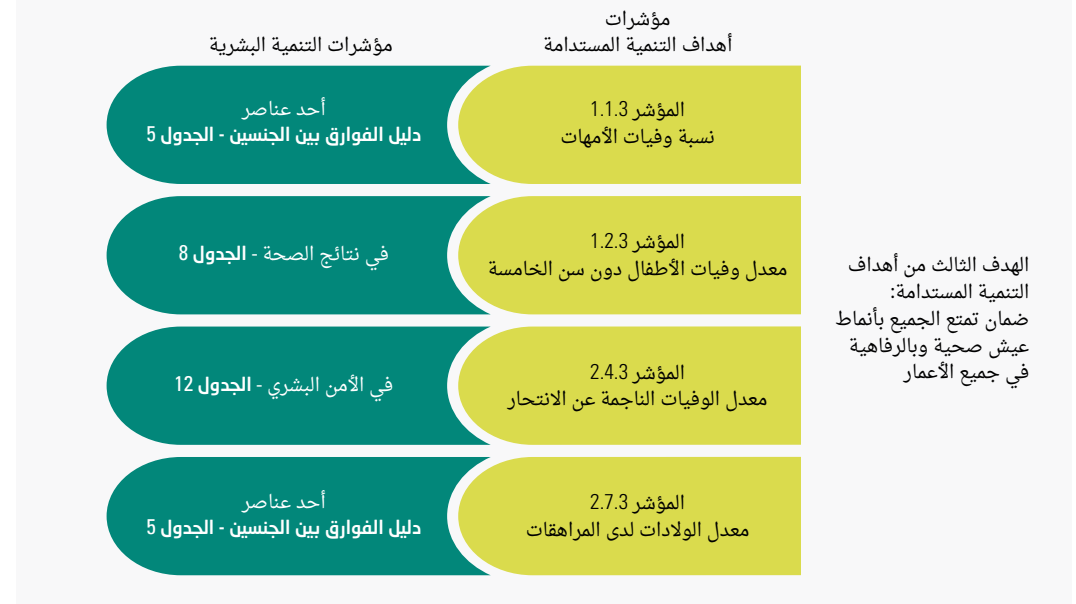 مؤشرات
أهداف التنمية المستدامة
مؤشرات التنمية البشرية
الهدف الثالث من أهداف
التنمية المستدامة:
ضمان تمتع الجميع بأنماط
عيش صحية وبالرفاهية
في جميع الأعمار
المؤشر 1.1.3
نسبة وفيات الأمهات
أحد عناصر
دليل الفوارق بين الجنسين - الجدول 5
المؤشر 1.2.3
معدل وفيات الأطفال دون سن الخامسة
في نتائج الصحة - الجدول 8
المؤشر 2.4.3
معدل الوفيات الناجمة عن الانتحار
في الأمن البشري - الجدول 12
المؤشر 2.7.3
معدل الولادات لدى المراهقات
أحد عناصر
دليل الفوارق بين الجنسين - الجدول 5